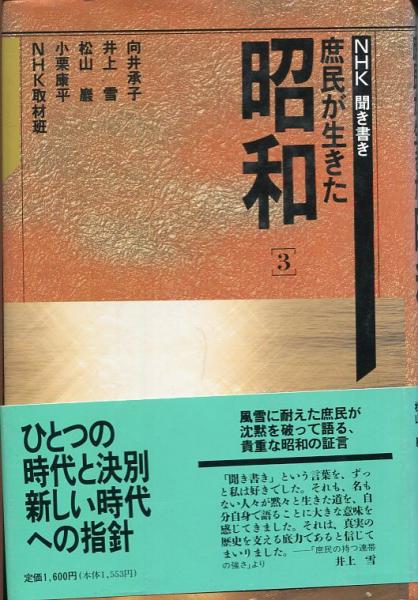 NHK 聞き書き
庶民が生きた
昭和
[3]
向井承子
井上 雪
松山 巖
小栗康平
NHK取材班
ひとつの
時代と決別
新しい時代
への指針
定価1,600円(本体1,553円)
風雪に耐えた庶民が
沈黙を破って語る、
貴重な昭和の証言
「聞き書き」という言葉を、ずっ
と私は好きでした。それも、名も
ない人々が黙々と生きた道を、自
分自身で語ることに大きな意味を
感じてきました。それは、真実の
歴史を支える底力であると信じて
まいりました。——「庶民の持つ連帯
の強さ」より 井上 雪